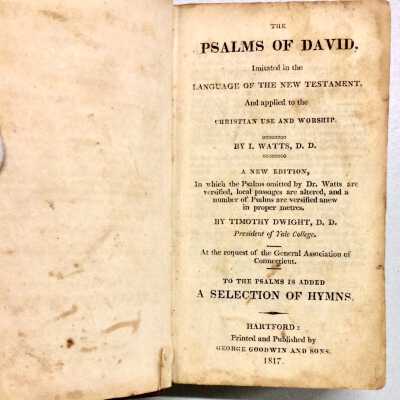 THE
PSALMS OF DAVID,
Imitated in the
LANGUAGE OF THE NEW TESTAMENT,
And applied to the
CHRISTIAN USE AND WORSHIP.
BY I. WATTS, D. D.
A NEW EDITION,
In which the Psalms omitted by Dr. Watts are
versified, local passages are altered, and a
number of Psalms are versified anew
in proper metres.
BY TIMOTHY DWIGHT, D. D.
President of Yale College.
At the request of the General Association of
Connecticut.
TO THE PSALMS IS ADDED
A SELECTION OF HYMNS.
HARTFORD:
Printed and Published by
GEORGE GOODWIN AND SONS.
1817.